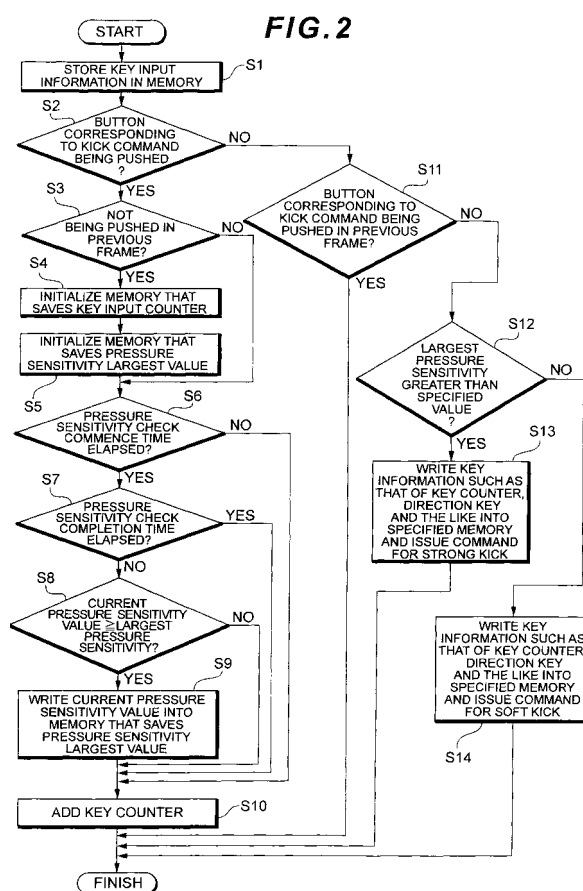 FIG.2
START
S1
STORE KEY INPUT
INFORMATION IN MEMORY
S2
BUTTON
CORRESPONDING
TO KICK COMMAND
BEING PUSHED
?
NO
YES
S3
NOT
BEING PUSHED IN
PREVIOUS
FRAME?
NO
YES
S4
INITIALIZE MEMORY THAT
SAVES KEY INPUT COUNTER
INITIALIZE MEMORY THAT
SAVES PRESSURE
SENSITIVITY LARGEST VALUE
S5
S6
PRESSURE
SENSITIVITY CHECK
COMMENCE TIME
ELAPSED?
NO
YES
S7
PRESSURE
SENSITIVITY CHECK
COMPLETION TIME
ELAPSED?
YES
NO
S8
CURRENT
PRESSURE SENSITIVITY
VALUE ≧ LARGEST
PRESSURE
SENSITIVITY?
NO
YES
S9
WRITE CURRENT PRESSURE
SENSITIVITY VALUE INTO
MEMORY THAT SAVES
PRESSURE SENSITIVITY
LARGEST VALUE
ADD KEY COUNTER
S10
FINISH
S11
BUTTON
CORRESPONDING TO
KICK COMMAND BEING
PUSHED IN PREVIOUS
FRAME?
NO
YES
S12
LARGEST
PRESSURE
SENSITIVITY
GREATER THAN
SPECIFIED
VALUE
?
NO
YES
S13
WRITE KEY
INFORMATION SUCH AS
THAT OF KEY COUNTER,
DIRECTION KEY
AND THE LIKE INTO
SPECIFIED MEMORY
AND ISSUE COMMAND
FOR STRONG KICK
WRITE KEY
INFORMATION SUCH AS
THAT OF KEY COUNTER,
DIRECTION KEY
AND THE LIKE INTO
SPECIFIED MEMORY
AND ISSUE COMMAND
FOR SOFT KICK
S14